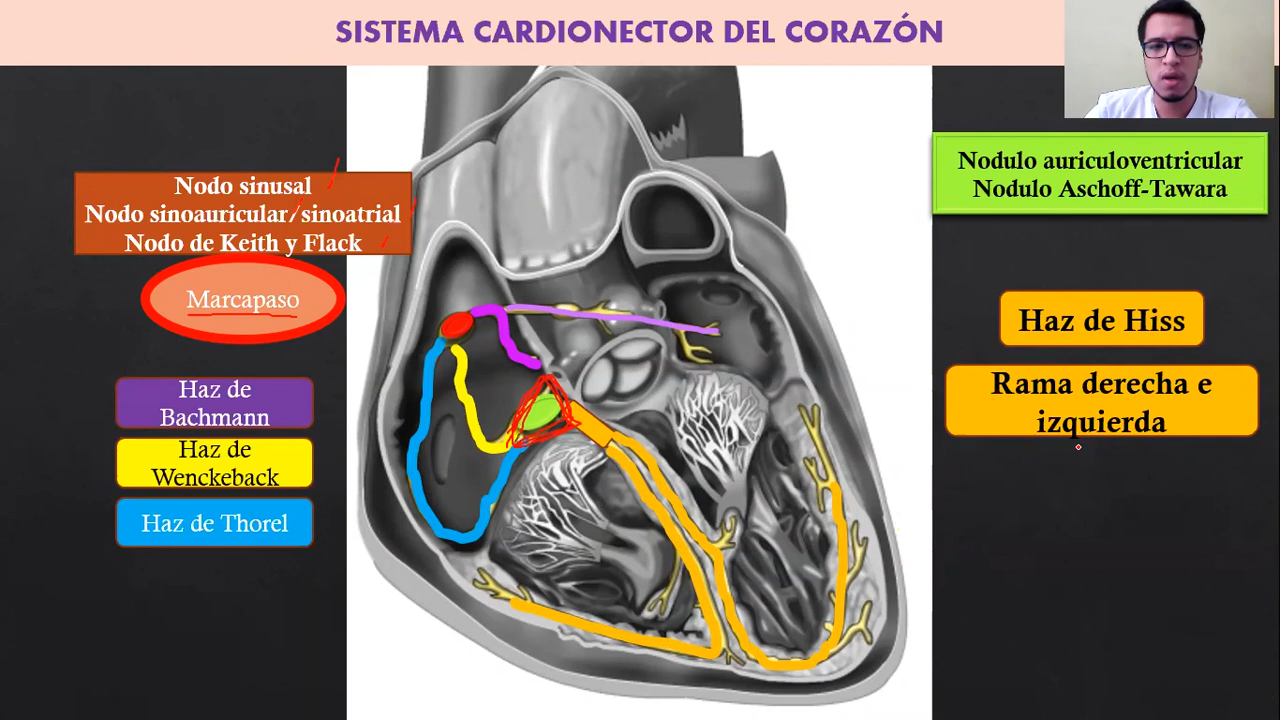 SISTEMA CARDIONECTOR DEL CORAZÓN
Nodo sinusal
Nodo sinoauricular/sinoatrial
Nodo de Keith y Flack
Marcapaso
Haz de
Bachmann
Haz de
Wenckeback
Haz de Thorel
Nodulo auriculoventricular
Nodulo Aschoff-Tawara
Haz de Hiss
Rama derecha e
izquierda